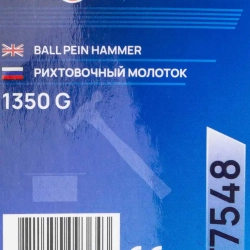 BALL PEIN HAMMER
РИХТОВОЧНЫЙ МОЛОТОК
1350 G
7548